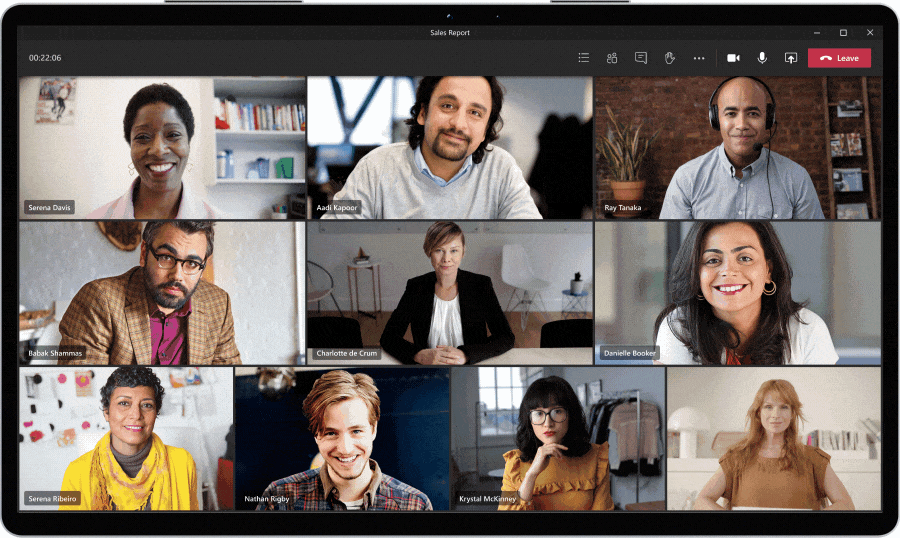 Sales Report
00:22:06
Leave
Serena Davis
Aadi Kapoor
Ray Tanaka
Babak Shammas
Charlotte de Crum
Danielle Booker
Serena Ribeiro
Nathan Rigby
Krystal McKinney